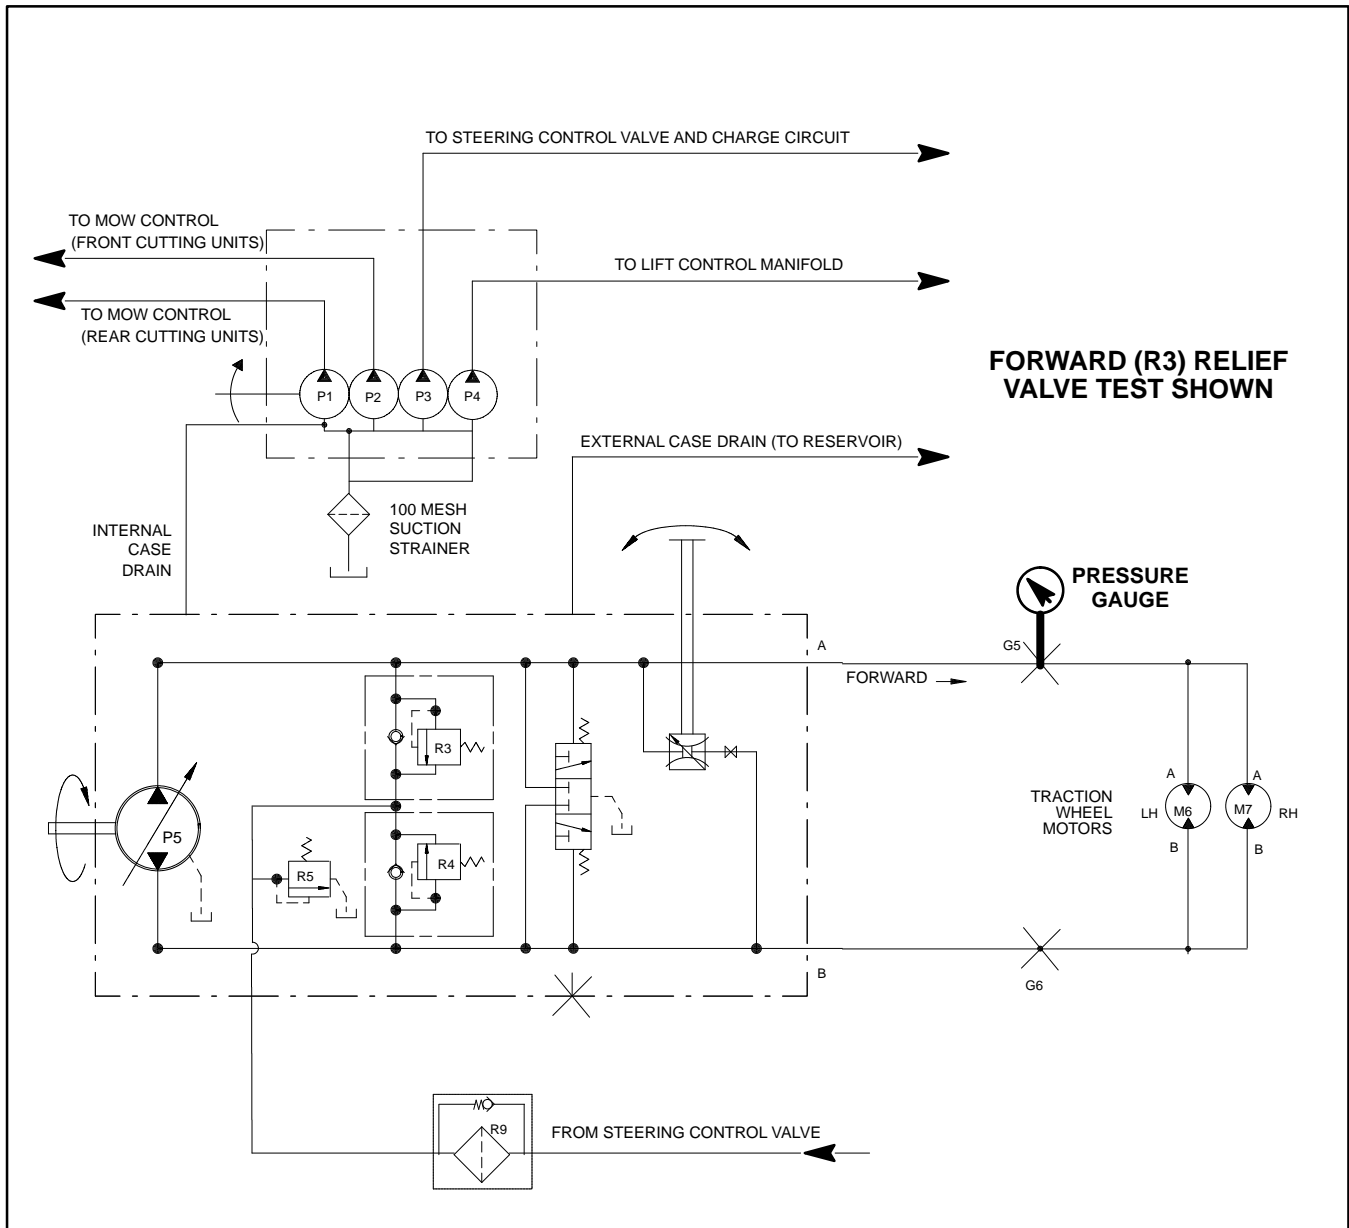 TO STEERING CONTROL VALVE AND CHARGE CIRCUIT
TO MOW CONTROL
(FRONT CUTTING UNITS)
TO LIFT CONTROL MANIFOLD
TO MOW CONTROL
(REAR CUTTING UNITS)
FORWARD (R3) RELIEF
VALVE TEST SHOWN
P1
P2
P3
P4
EXTERNAL CASE DRAIN (TO RESERVOIR)
100 MESH
SUCTION
STRAINER
INTERNAL
CASE
DRAIN
PRESSURE
GAUGE
A
G5
FORWARD
R3
A
A
TRACTION
WHEEL
MOTORS
LH
M6
M7
RH
B
B
P5
R4
R5
B
G6
R9
FROM STEERING CONTROL VALVE